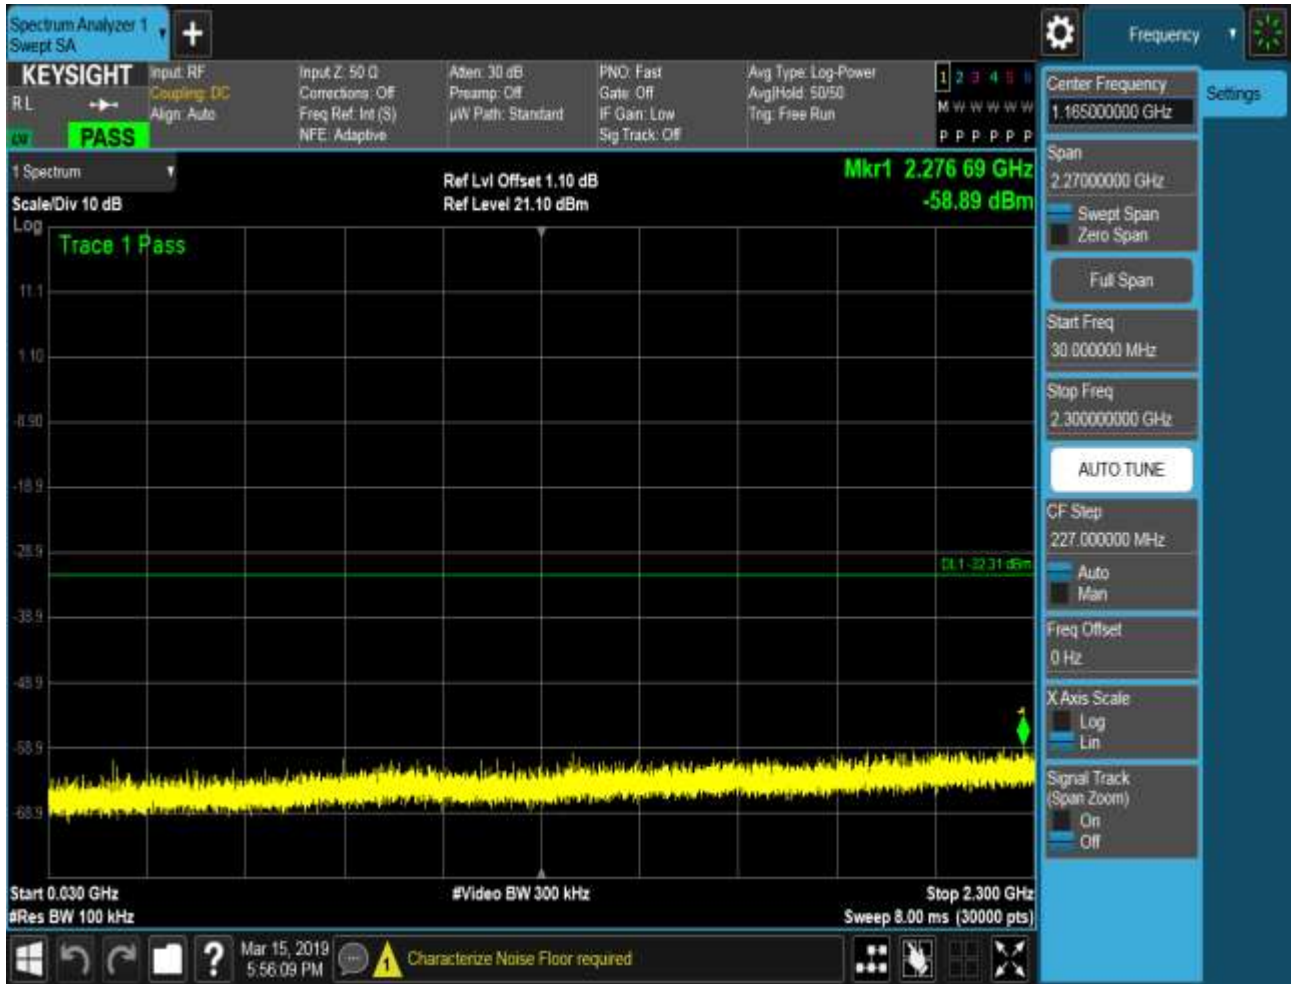 Spectrum Analyzer 1
Swept SA
+
Frequency
KEYSIGHT
RL
PASS
Input: RF
Coupling: DC
Align: Auto
Input Z: 50 Ω
Corrections: Off
Freq Ref: Int (S)
NFE: Adaptive
Atten: 30 dB
Preamp: Off
µW Path: Standard
PNO: Fast
Gate: Off
IF Gain: Low
Sig Track: Off
Avg Type: Log-Power
Avg|Hold: 50/50
Trig: Free Run
1 2 3 4 5 6
M W W W W W
P P P P P P
1 Spectrum
Scale/Div 10 dB
Log
Ref Lvl Offset 1.10 dB
Ref Level 21.10 dBm
Mkr1 2.276 69 GHz
-58.89 dBm
Trace 1 Pass
11.1
1.10
-8.90
-18.9
-28.9
DL1 -32.31 dBm
-38.9
-48.9
1
-58.9
-68.9
Start 0.030 GHz
#Res BW 100 kHz
#Video BW 300 kHz
Stop 2.300 GHz
Sweep 8.00 ms (30000 pts)
Center Frequency
1.165000000 GHz
Settings
Span
2.27000000 GHz
Swept Span
Zero Span
Full Span
Start Freq
30.000000 MHz
Stop Freq
2.300000000 GHz
AUTO TUNE
CF Step
227.000000 MHz
Auto
Man
Freq Offset
0 Hz
X Axis Scale
Log
Lin
Signal Track
(Span Zoom)
On
Off
?
Mar 15, 2019
5:56:09 PM
1
Characterize Noise Floor required